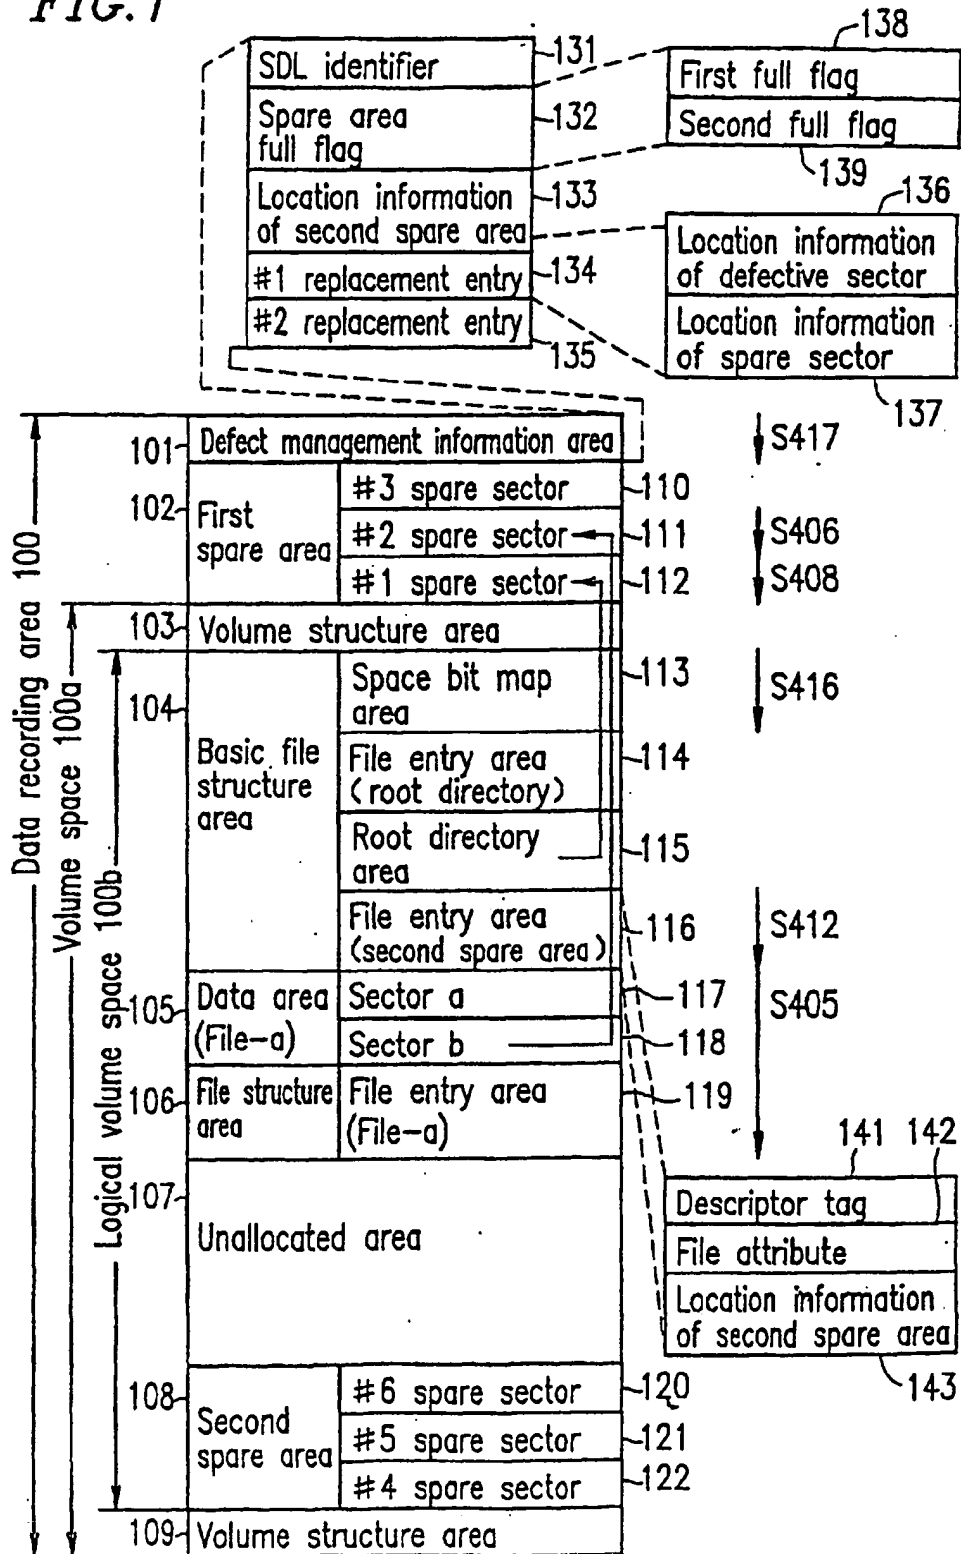 FIG. 1
SDL identifier
131
Spare area
full flag
132
Location information
of second spare area
133
#1 replacement entry
134
#2 replacement entry
135
138
First full flag
Second full flag
139
136
Location information
of defective sector
Location information
of spare sector
137
Data recording area 100
Volume space 100a
Logical volume space 100b
101
Defect management information area
S417
102
First
spare area
#3 spare sector
110
#2 spare sector
111
S406
#1 spare sector
112
S408
103
Volume structure area
104
Basic file
structure
area
Space bit map
area
113
S416
File entry area
(root directory)
114
Root directory
area
115
File entry area
(second spare area)
116
S412
105
Data area
(File-a)
Sector a
117
S405
Sector b
118
106
File structure
area
File entry area
(File-a)
119
107
Unallocated area
141
142
Descriptor tag
File attribute
Location information
of second spare area
143
108
Second
spare area
#6 spare sector
120
#5 spare sector
121
#4 spare sector
122
109
Volume structure area